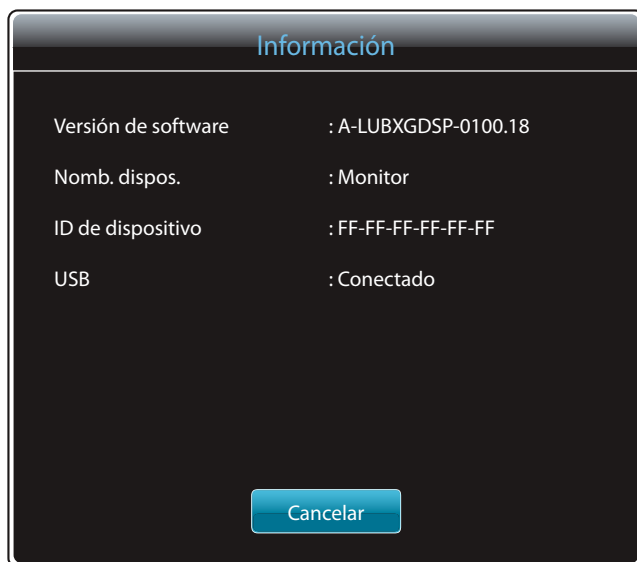 Información
Versión de software : A-LUBXGDSP-0100.18
Nomb. dispos. : Monitor
ID de dispositivo : FF-FF-FF-FF-FF-FF
USB : Conectado
Cancelar